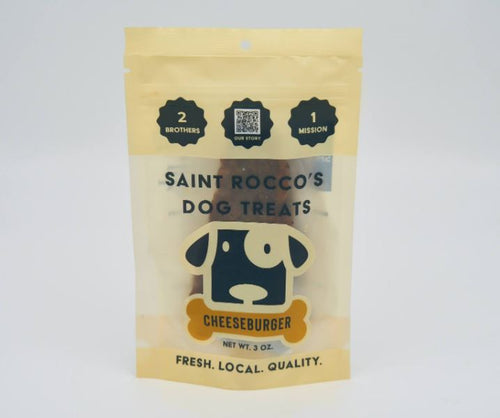 2
BROTHERS
OUR STORY
1
MISSION
SAINT ROCCO'S
DOG TREATS
CHEESEBURGER
NET WT. 3 OZ.
FRESH. LOCAL. QUALITY.